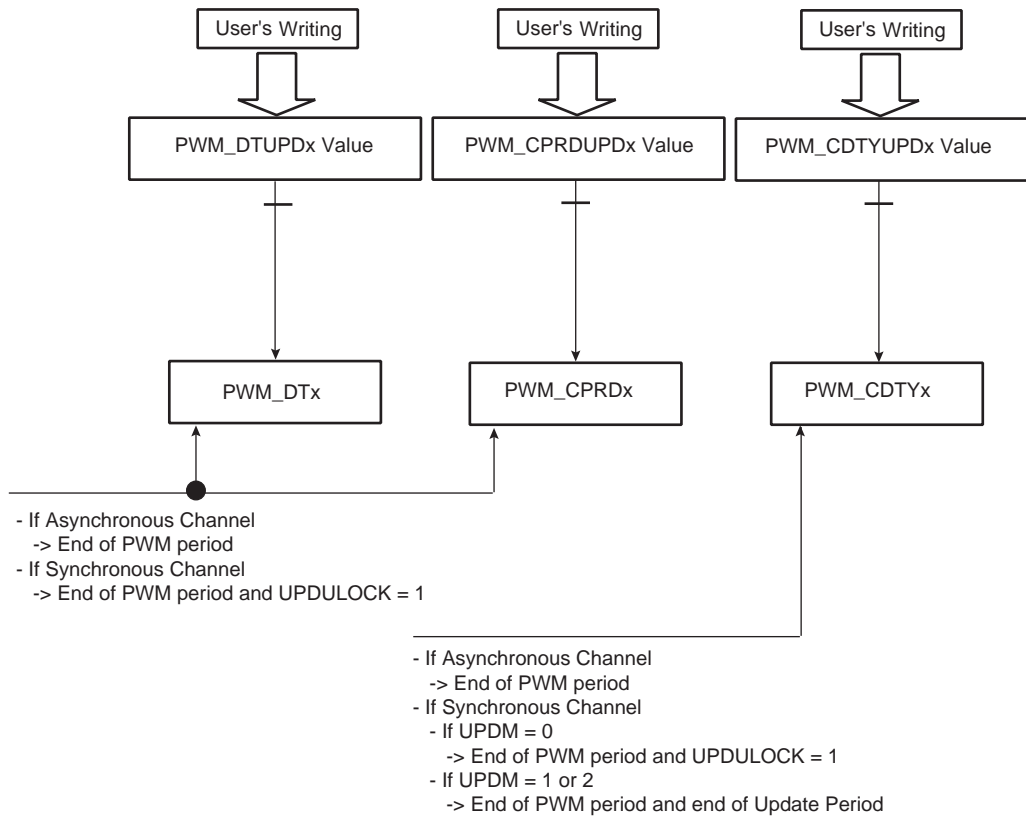 User's Writing
User's Writing
User's Writing
PWM_DTUPDx Value
PWM_CPRDUPDx Value
PWM_CDTYUPDx Value
PWM_DTx
PWM_CPRDx
PWM_CDTYx
- If Asynchronous Channel
-> End of PWM period
- If Synchronous Channel
-> End of PWM period and UPDULOCK = 1
- If Asynchronous Channel
-> End of PWM period
- If Synchronous Channel
- If UPDM = 0
-> End of PWM period and UPDULOCK = 1
- If UPDM = 1 or 2
-> End of PWM period and end of Update Period